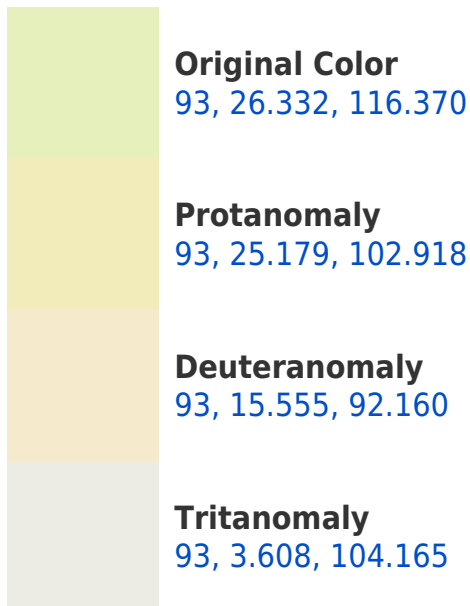 Original Color
93, 26.332, 116.370
Protanomaly
93, 25.179, 102.918
Deuteranomaly
93, 15.555, 92.160
Tritanomaly
93, 3.608, 104.165